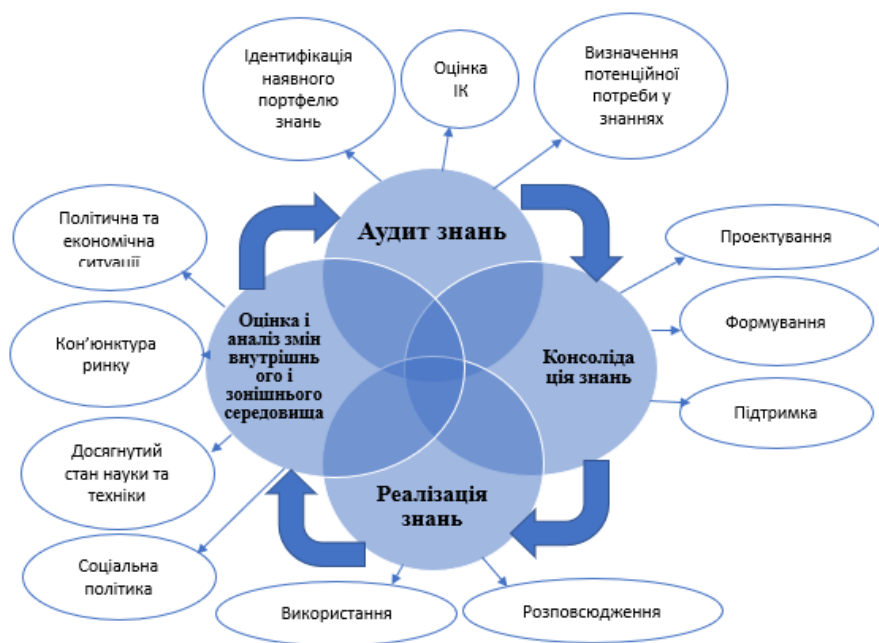 Ідентифікація
наявного
портфелю
знань
Оцінка
ІК
Визначення
потенційної
потреби у
знаннях
Політична та
економічна
ситуації
Аудит знань
Проектування
Оцінка і
аналіз змін
внутрішнь
ого і
зонішнього
середовища
Кон’юнктура
ринку
Консоліда
ція знань
Формування
Підтримка
Досягнутий
стан науки та
техніки
Реалізація
знань
Соціальна
політика
Використання
Розповсюдження